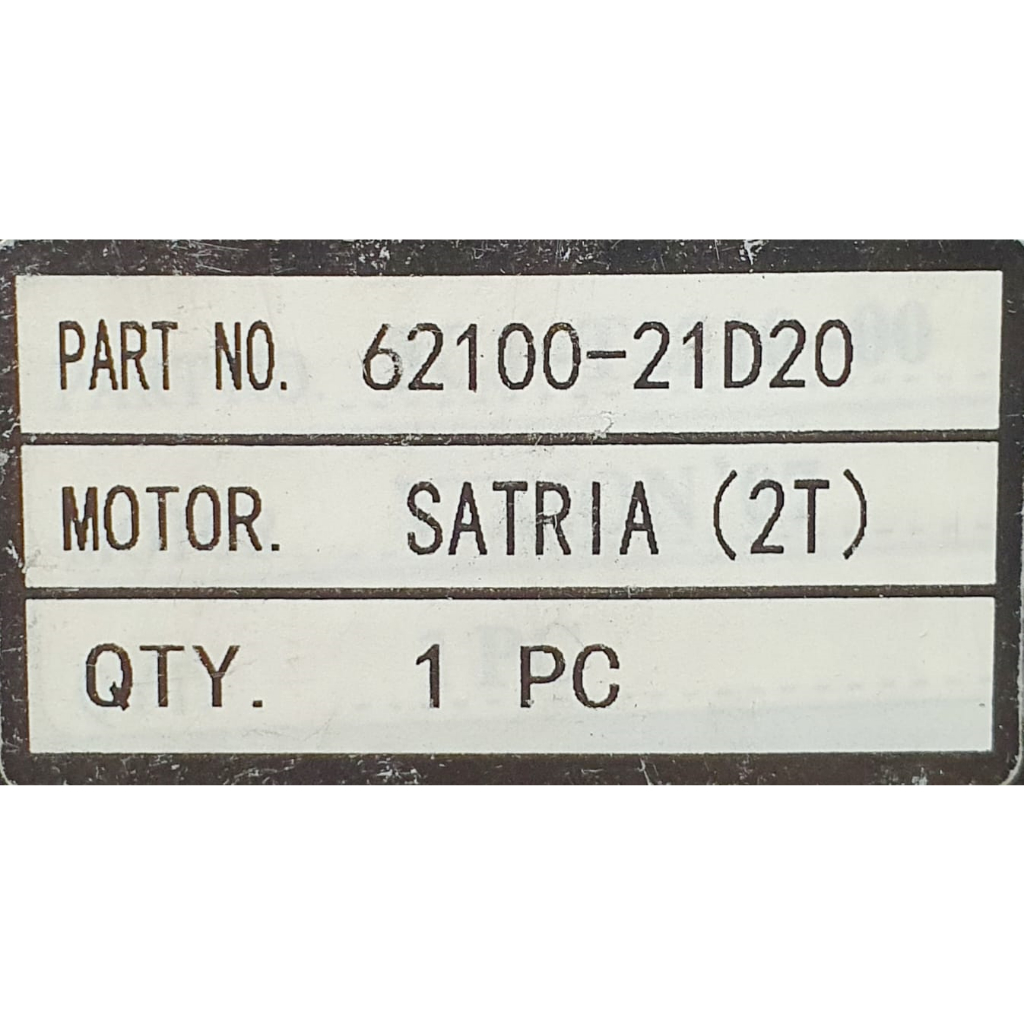 PART NO. 62100-21D20
MOTOR. SATRIA (2T)
QTY. 1 PC